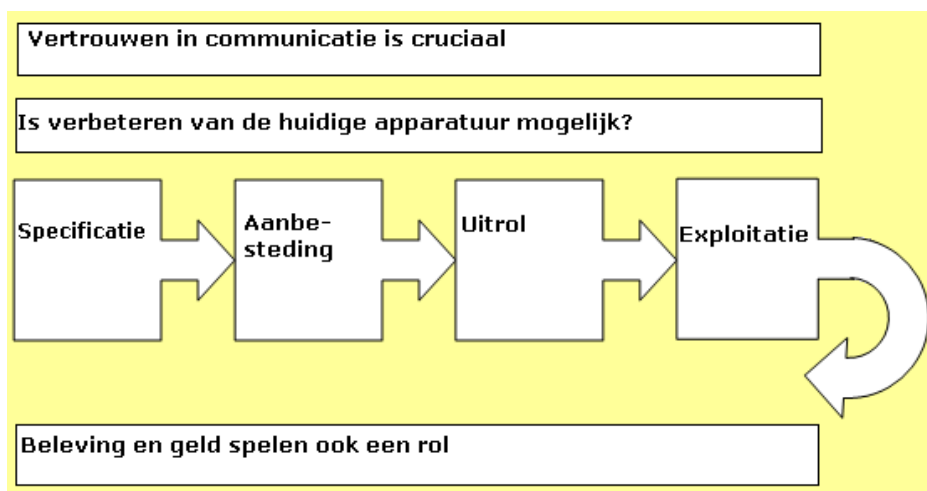 Vertrouwen in communicatie is cruciaal
Is verbeteren van de huidige apparatuur mogelijk?
Specificatie
Aanbe-
steding
Uitrol
Exploitatie
Beleving en geld spelen ook een rol